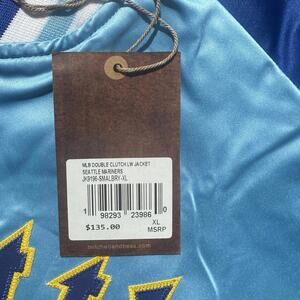 MLB DOUBLE CLUTCH LW JACKET
SEATTLE MARINERS
JK9196-SMALBRY-XL
1 98293 23986 0
XL
$135.00 MSRP
mitchellandness.com